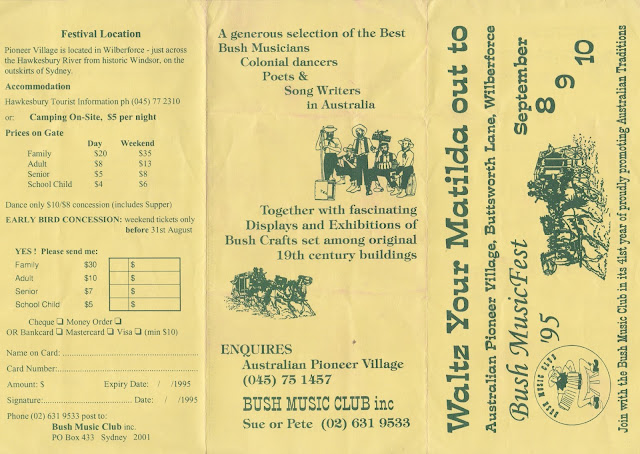 Festival Location
Pioneer Village is located in Wilberforce - just across
the Hawkesbury River from historic Windsor, on the
outskirts of Sydney.
Accommodation
Hawkesbury Tourist Information ph (045) 77 2310
or: Camping On-Site, $5 per night
Prices on Gate
Day Weekend
Family $20 $35
Adult $8 $13
Senior $5 $8
School Child $4 $6
Dance only $10/$8 concession (includes Supper)
EARLY BIRD CONCESSION: weekend tickets only
before 31st August
YES ! Please send me:
Family $30 $
Adult $10 $
Senior $7 $
School Child $5 $
Cheque ❑ Money Order ❑
OR Bankcard ❑ Mastercard ❑ Visa ❑ (min $10)
Name on Card:
Card Number:
Amount: $ Expiry Date: / /1995
Signature: Date: / /1995
Phone (02) 631 9533 post to:
Bush Music Club inc.
PO Box 433 Sydney 2001
A generous selection of the Best
Bush Musicians
Colonial dancers
Poets &
Song Writers
in Australia
Together with fascinating
Displays and Exhibitions of
Bush Crafts set among original
19th century buildings
ENQUIRES
Australian Pioneer Village
(045) 75 1457
BUSH MUSIC CLUB inc
Sue or Pete (02) 631 9533
Waltz Your Matilda out to
Australian Pioneer Village, Buttsworth Lane, Wilberforce
Bush MusicFest '95
September 8 9 10
BUSH MUSIC CLUB
Join with the Bush Music Club in its 41st year of proudly promoting Australian Traditions